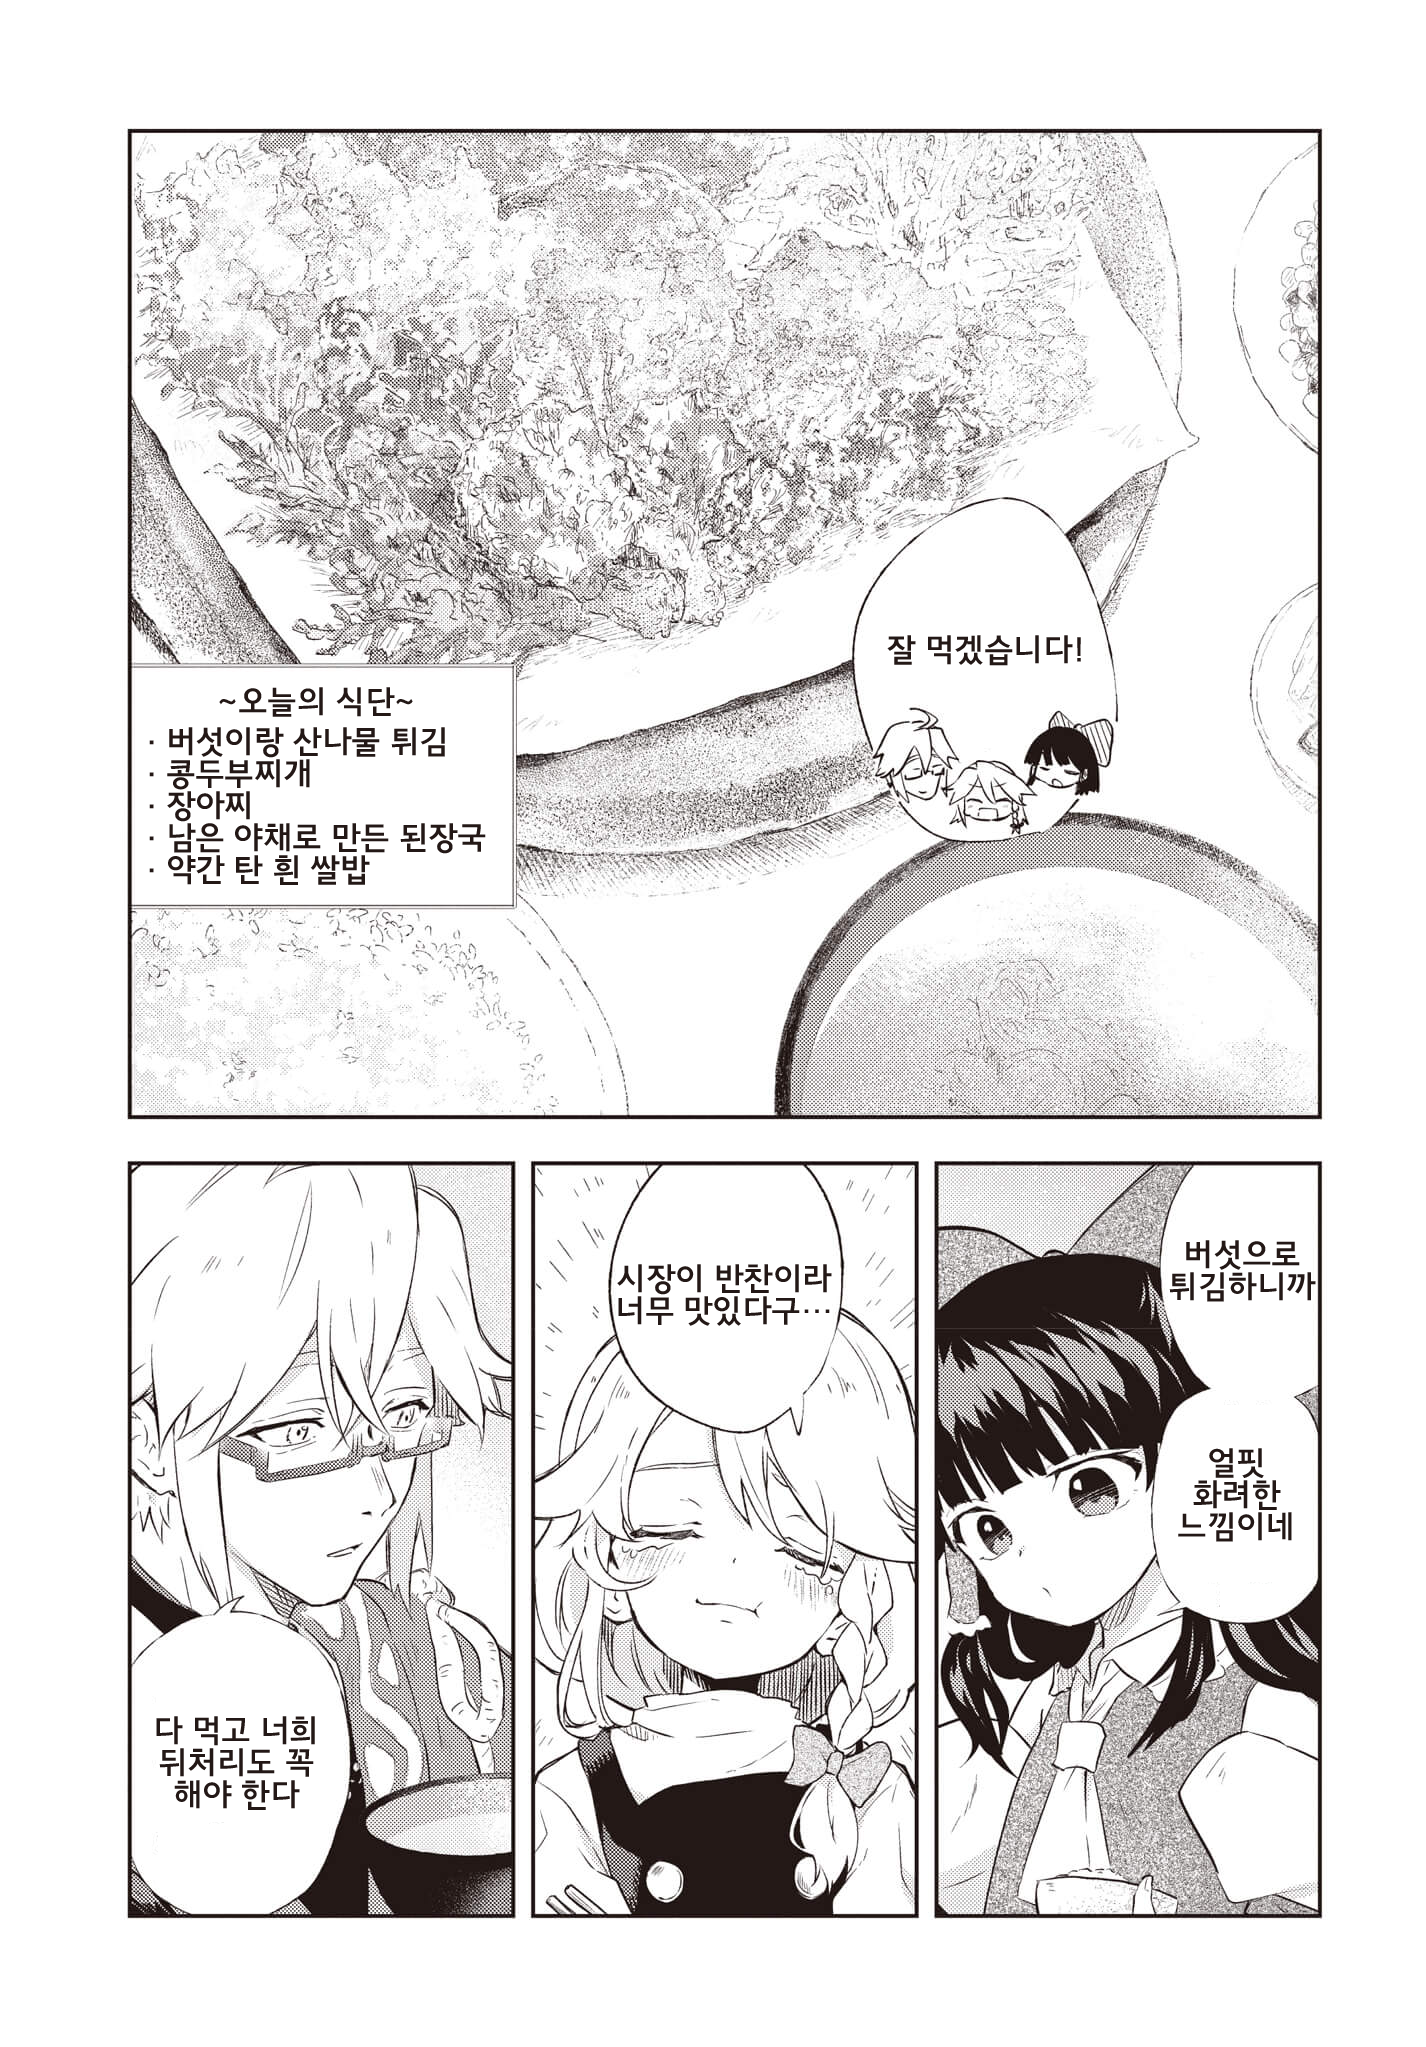 잘 먹겠습니다!
~오늘의 식단~
· 버섯이랑 산나물 튀김
· 콩두부찌개
· 장아찌
· 남은 야채로 만든 된장국
· 약간 탄 흰 쌀밥
버섯으로
튀김하니까
얼핏
화려한
느낌이네
시장이 반찬이라
너무 맛있다구…
다 먹고 너희
뒤처리도 꼭
해야 한다